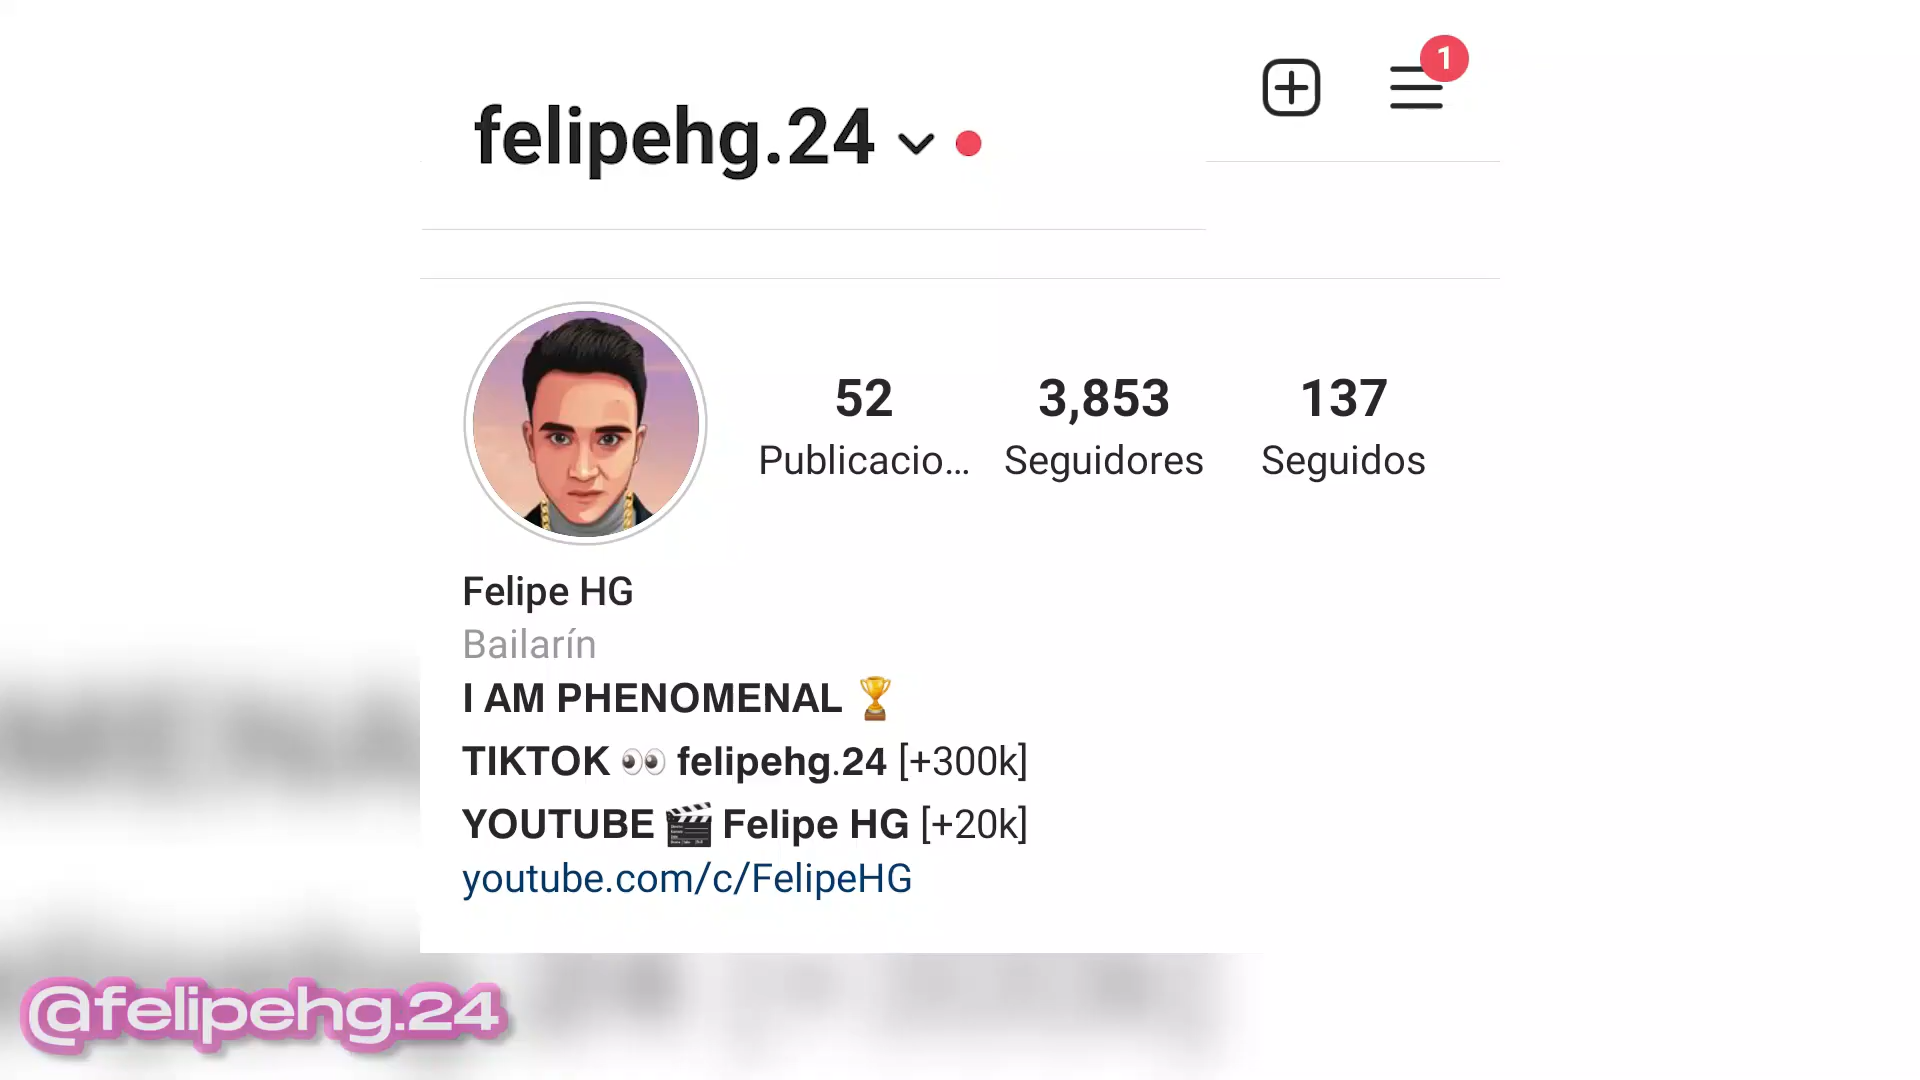 1
felipehg.24
52 3,853 137
Publicacio... Seguidores Seguidos
Felipe HG
Bailarín
I AM PHENOMENAL 🏆
TIKTOK 👀 felipehg.24 [+300k]
YOUTUBE 🎬 Felipe HG [+20k]
youtube.com/c/FelipeHG
@felipehg.24